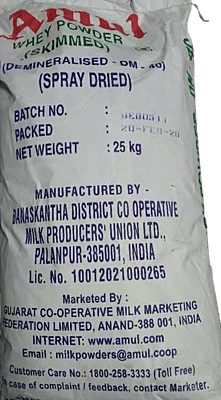 Amul
WHEY POWDER
(SKIMMED)
(DEMINERALISED - DM - 40)
(SPRAY DRIED)
BATCH NO. :
PACKED : 20-FEB-20
NET WEIGHT : 25 kg
MANUFACTURED BY -
BANASKANTHA DISTRICT CO OPERATIVE
MILK PRODUCERS' UNION LTD.,
PALANPUR-385001, INDIA
Lic. No. 10012021000265
Marketed By :
GUJARAT CO-OPERATIVE MILK MARKETING
FEDERATION LIMITED, ANAND-388 001, INDIA
INTERNET: www.amul.com
Email : milkpowders@amul.coop
Customer Care No.: 1800-258-3333 (Toll Free)
case of complaint / feedback, contact Marketer.